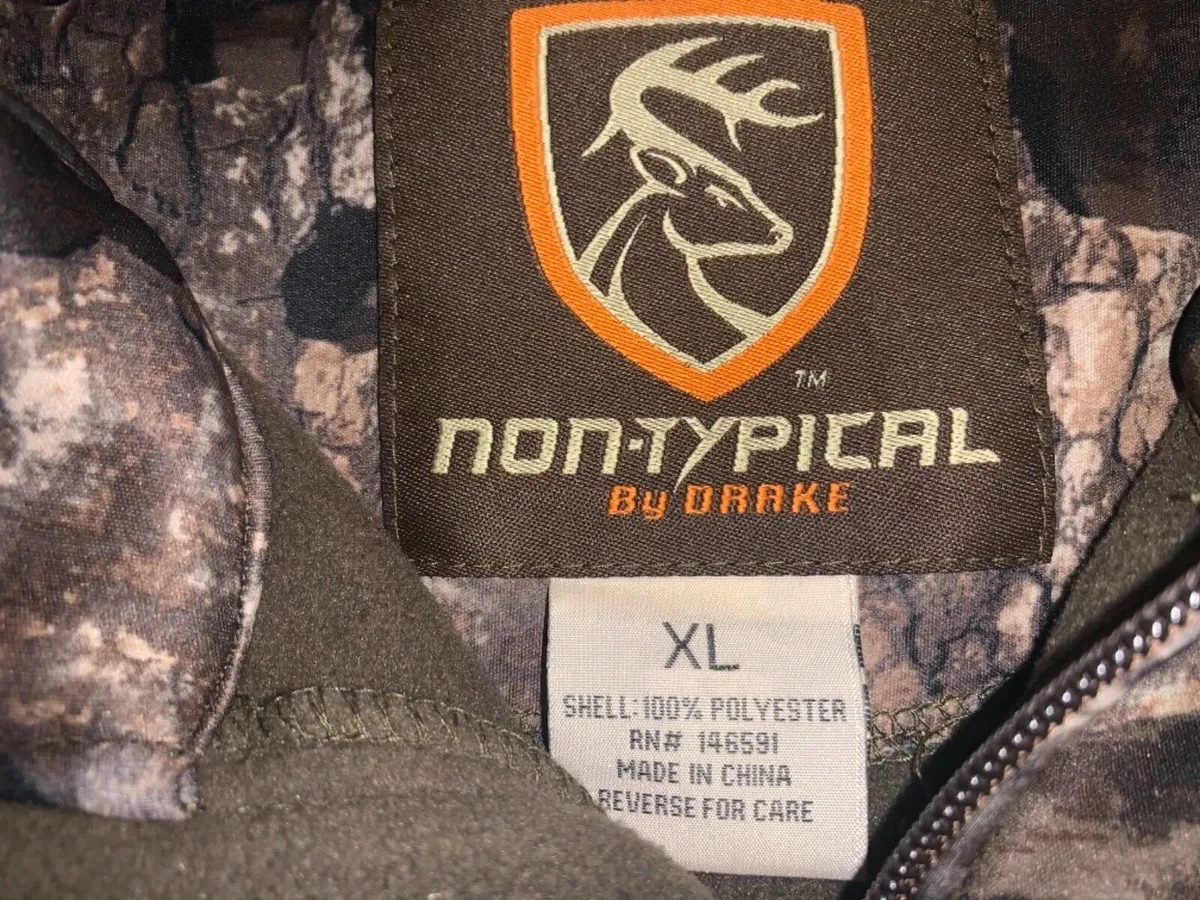 TM
NON-TYPICAL
By DRAKE
XL
SHELL: 100% POLYESTER
RN# 146591
MADE IN CHINA
REVERSE FOR CARE